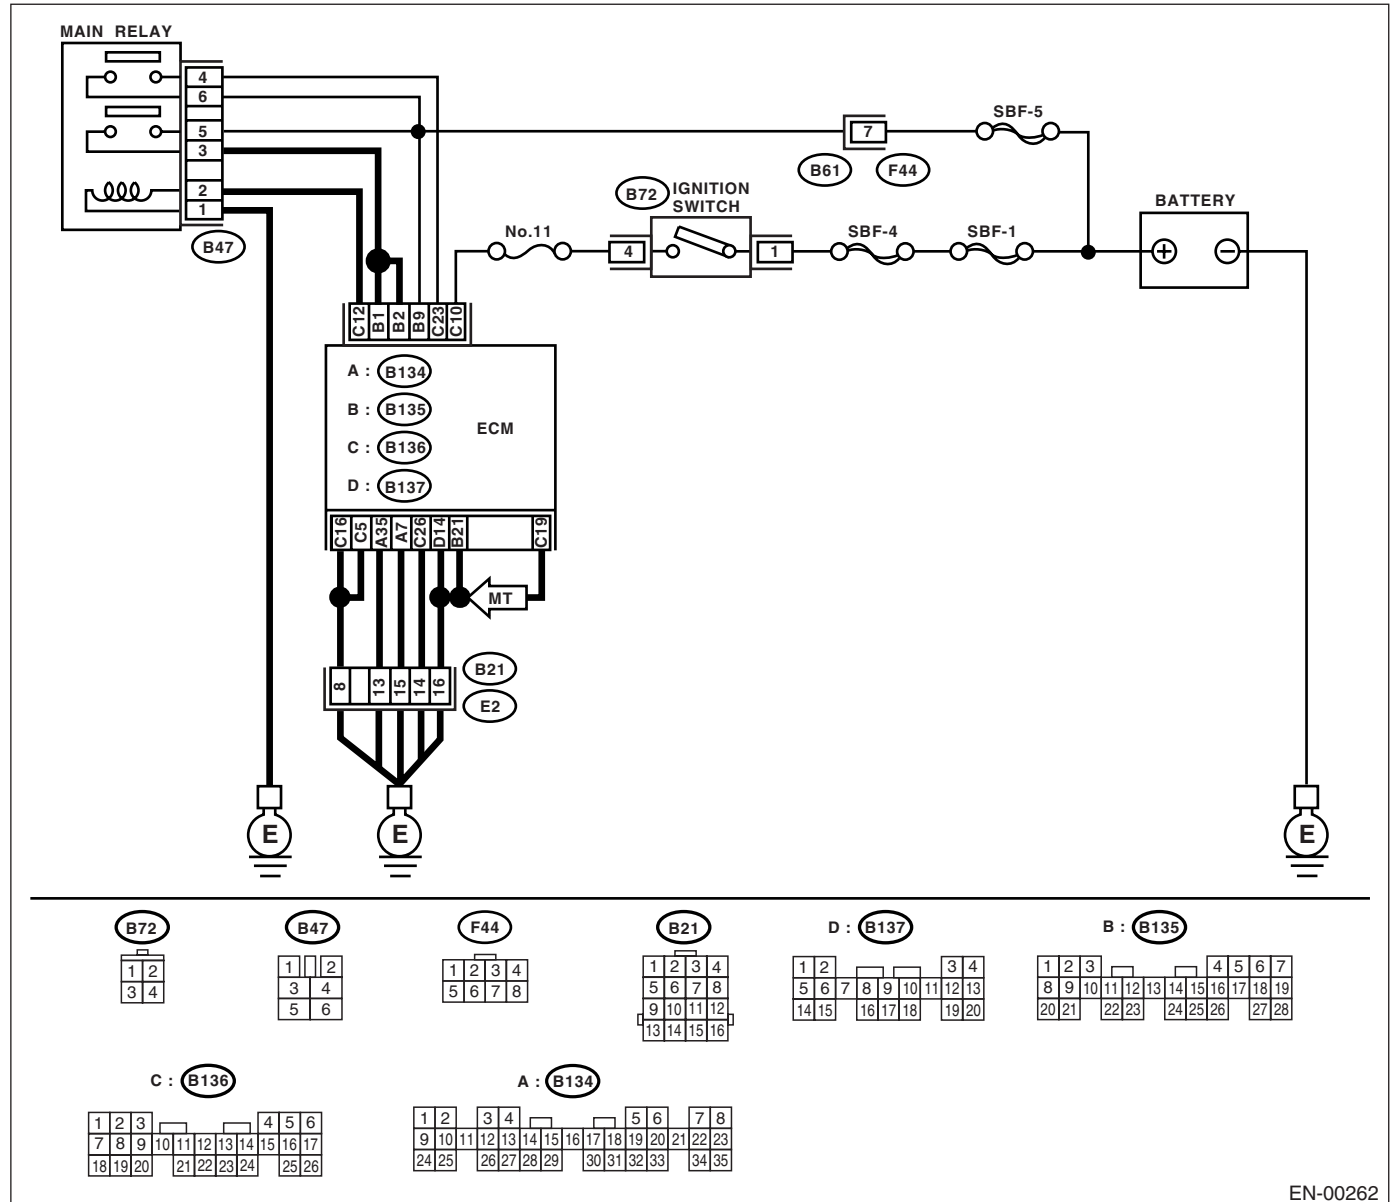 MAIN RELAY
4
6
5
3
2
1
B47
SBF-5
7
B61 F44
B72 IGNITION
SWITCH
BATTERY
No.11
4
1
SBF-4 SBF-1
+ −
C12 B1 B2 B9 C23 C10
A : B134
B : B135
C : B136
D : B137
ECM
C16 C5 A35 A7 C26 D14 B21 C19
MT
8 13 15 14 16
B21
E2
E E E
B72 B47 F44 B21 D : B137 B : B135
B72
1 2
3 4
B47
1 2
3 4
5 6
F44
1 2 3 4
5 6 7 8
B21
1 2 3 4
5 6 7 8
9 10 11 12
13 14 15 16
D : B137
1 2 3 4
5 6 7 8 9 10 11 12 13
14 15 16 17 18 19 20
B : B135
1 2 3 4 5 6 7
8 9 10 11 12 13 14 15 16 17 18 19
20 21 22 23 24 25 26 27 28
C : B136
1 2 3 4 5 6
7 8 9 10 11 12 13 14 15 16 17
18 19 20 21 22 23 24 25 26
A : B134
1 2 3 4 5 6 7 8
9 10 11 12 13 14 15 16 17 18 19 20 21 22 23
24 25 26 27 28 29 30 31 32 33 34 35
EN-00262